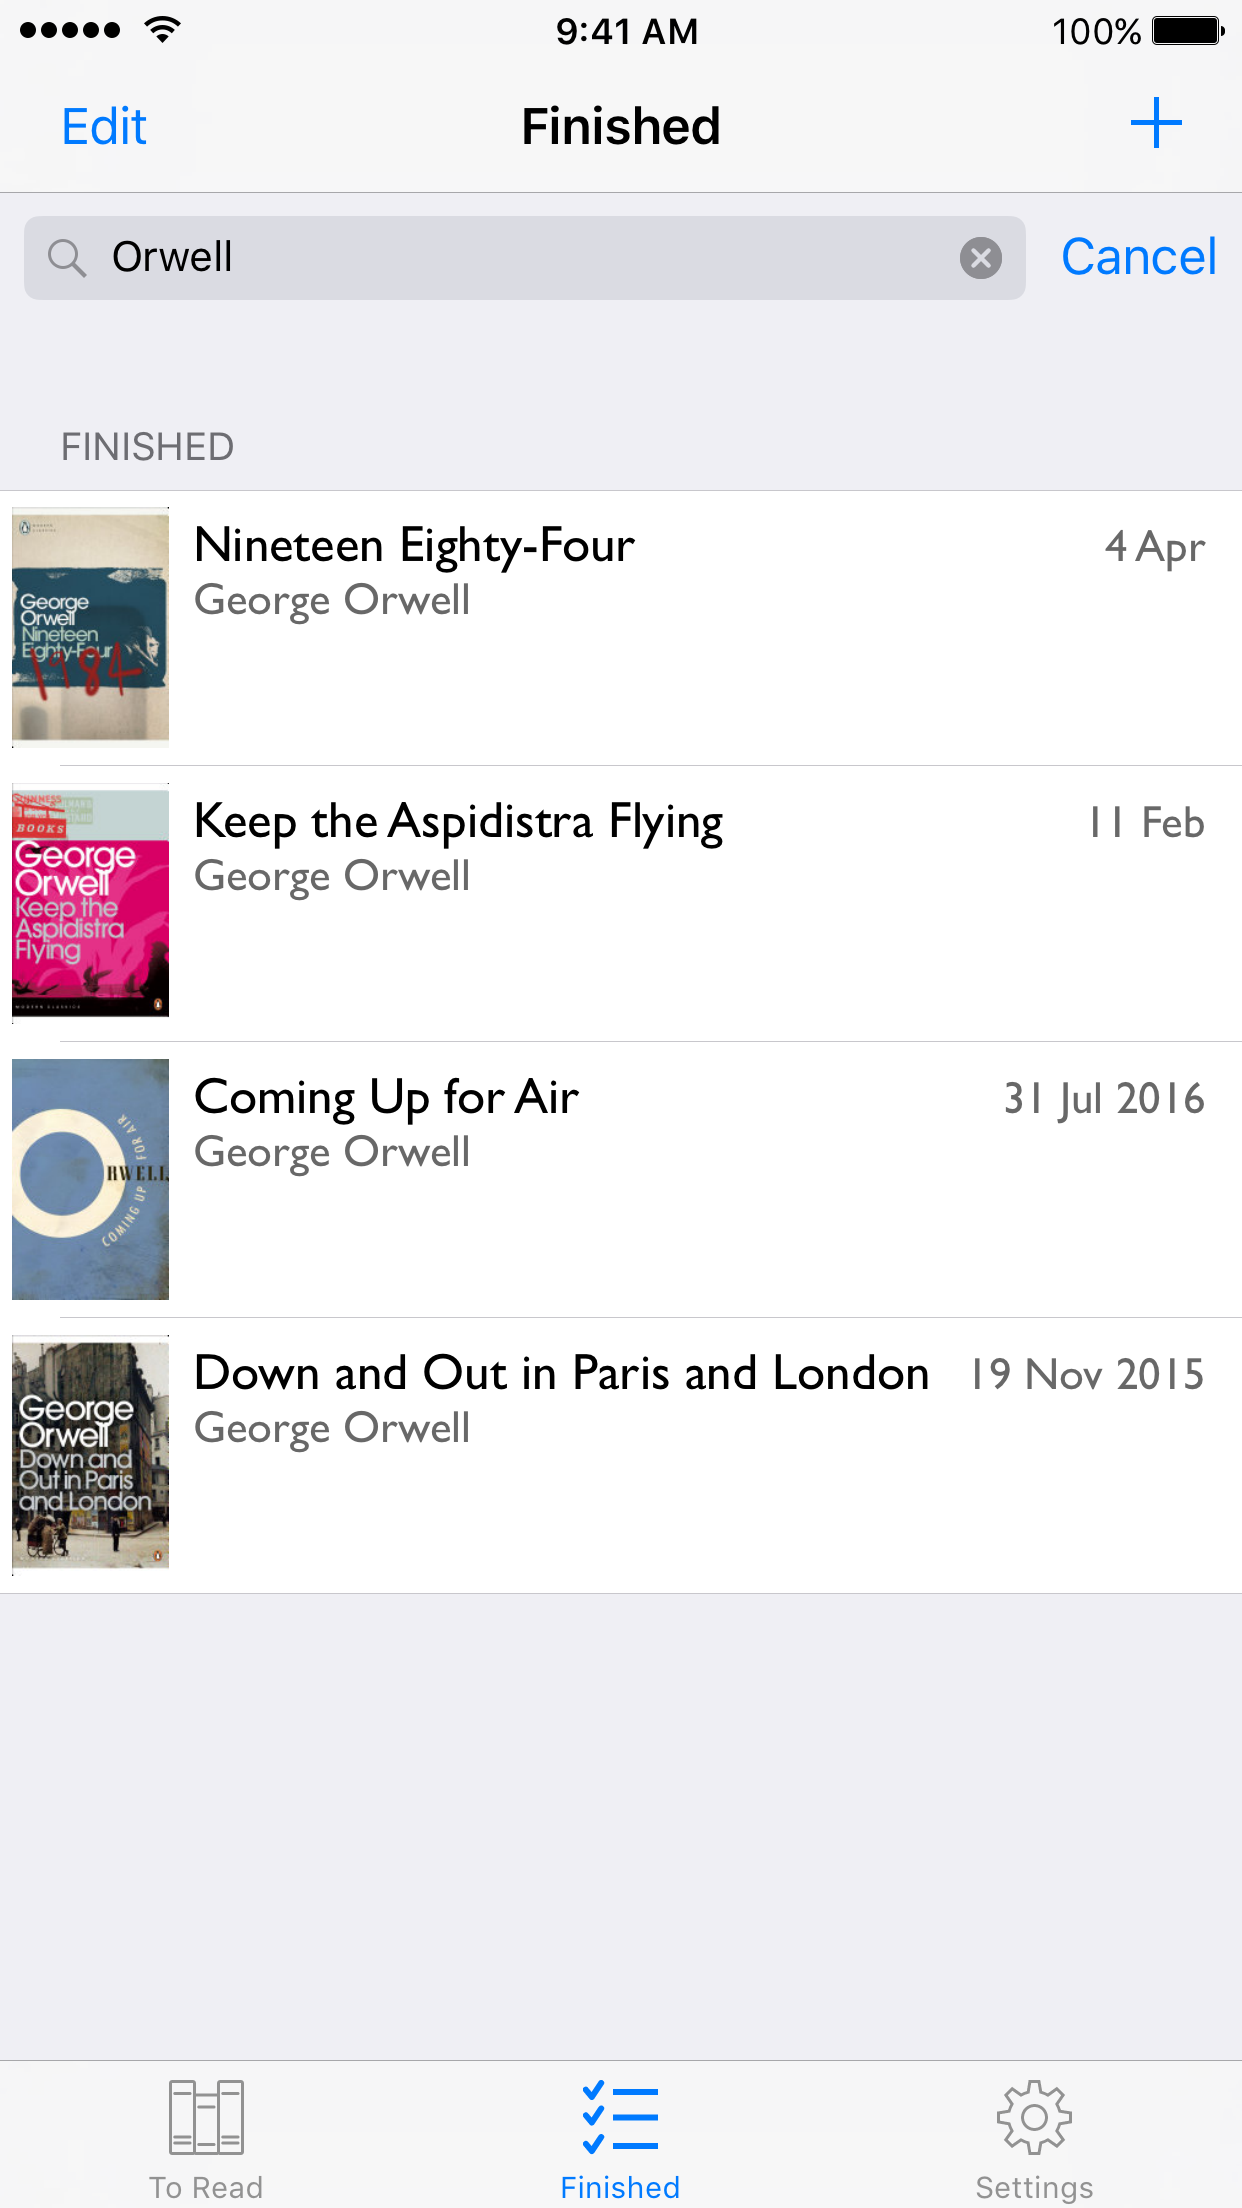 9:41 AM
100%
Edit
Finished
Orwell
Cancel
FINISHED
George
Orwell
Nineteen
Eighty-Four
1984
Nineteen Eighty-Four
4 Apr
George Orwell
GUINNESS
BOOKS
George
Orwell
Keep the
Aspidistra
Flying
Keep the Aspidistra Flying
11 Feb
George Orwell
ORWELL
COMING UP FOR AIR
Coming Up for Air
31 Jul 2016
George Orwell
George
Orwell
Down and
Out in Paris
and London
Down and Out in Paris and London
19 Nov 2015
George Orwell
To Read
Finished
Settings